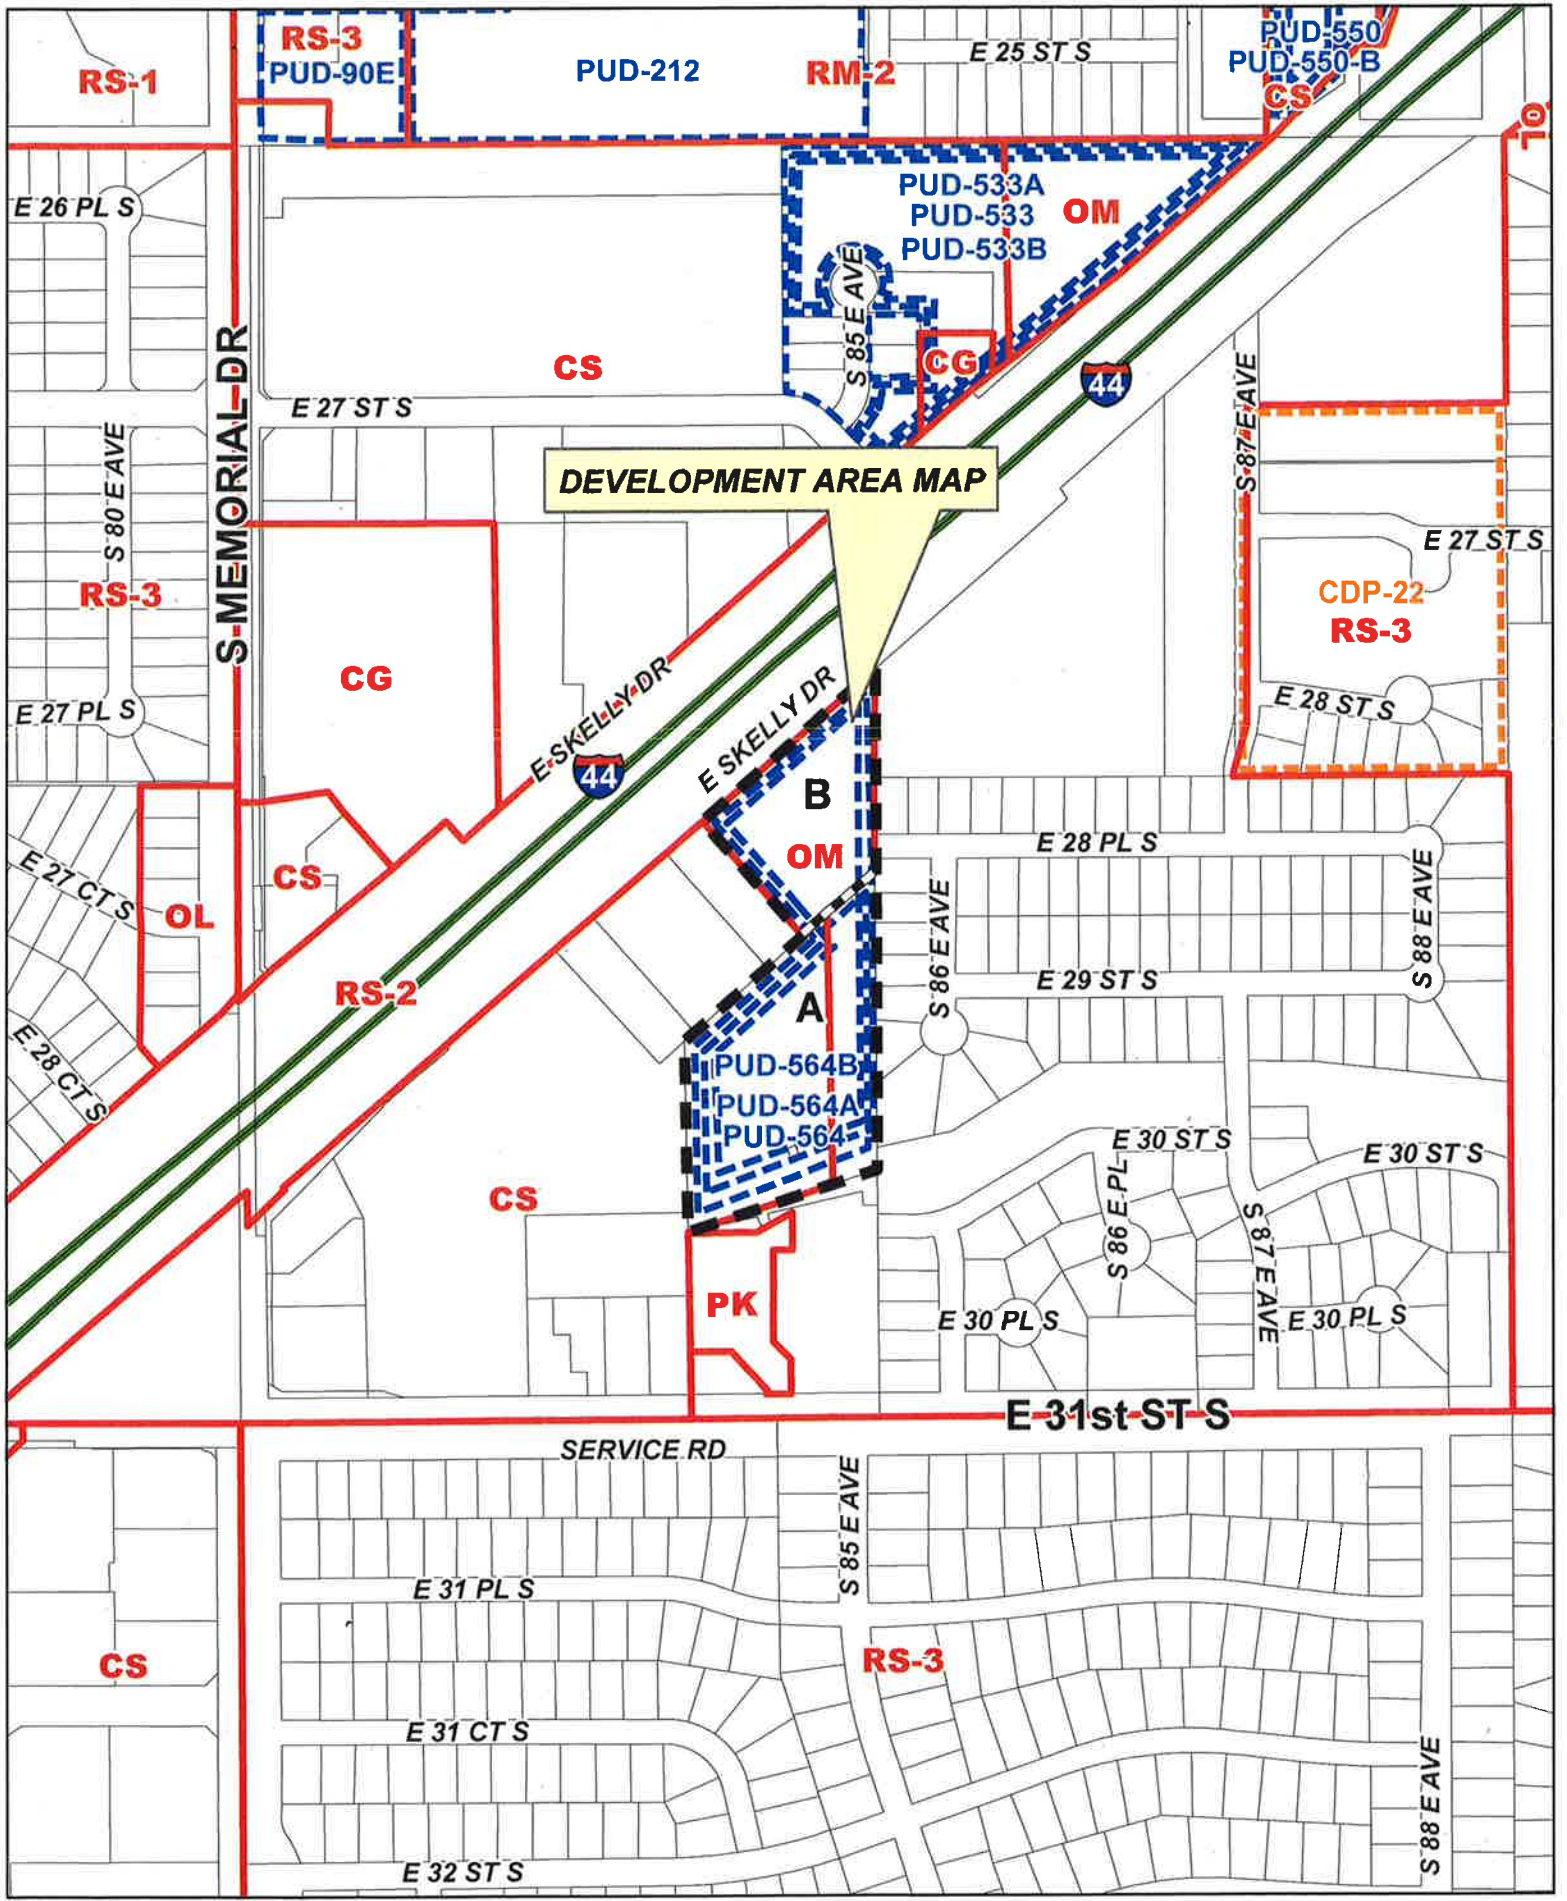 RS-1
RS-3
PUD-90E
PUD-212
RM-2
E 25 ST S
PUD-550
PUD-550-B
CS
OL
E 26 PL S
PUD-533A
PUD-533
PUD-533B
OM
S 85 E AVE
CG
CS
44
S MEMORIAL DR
E 27 ST S
S 80 E AVE
S 87 E AVE
DEVELOPMENT AREA MAP
E 27 ST S
RS-3
CDP-22
RS-3
CG
E SKELLY DR
E SKELLY DR
E 27 PL S
E 28 ST S
44
B
OM
E 28 PL S
E 27 CT S
CS
OL
S 86 E AVE
S 88 E AVE
E 29 ST S
RS-2
A
E 28 CT S
PUD-564B
PUD-564A
PUD-564
E 30 ST S
E 30 ST S
S 86 E PL
CS
S 87 E AVE
PK
E 30 PL S
E 30 PL S
E 31st ST S
SERVICE RD
S 85 E AVE
E 31 PL S
CS
RS-3
E 31 CT S
S 88 E AVE
E 32 ST S